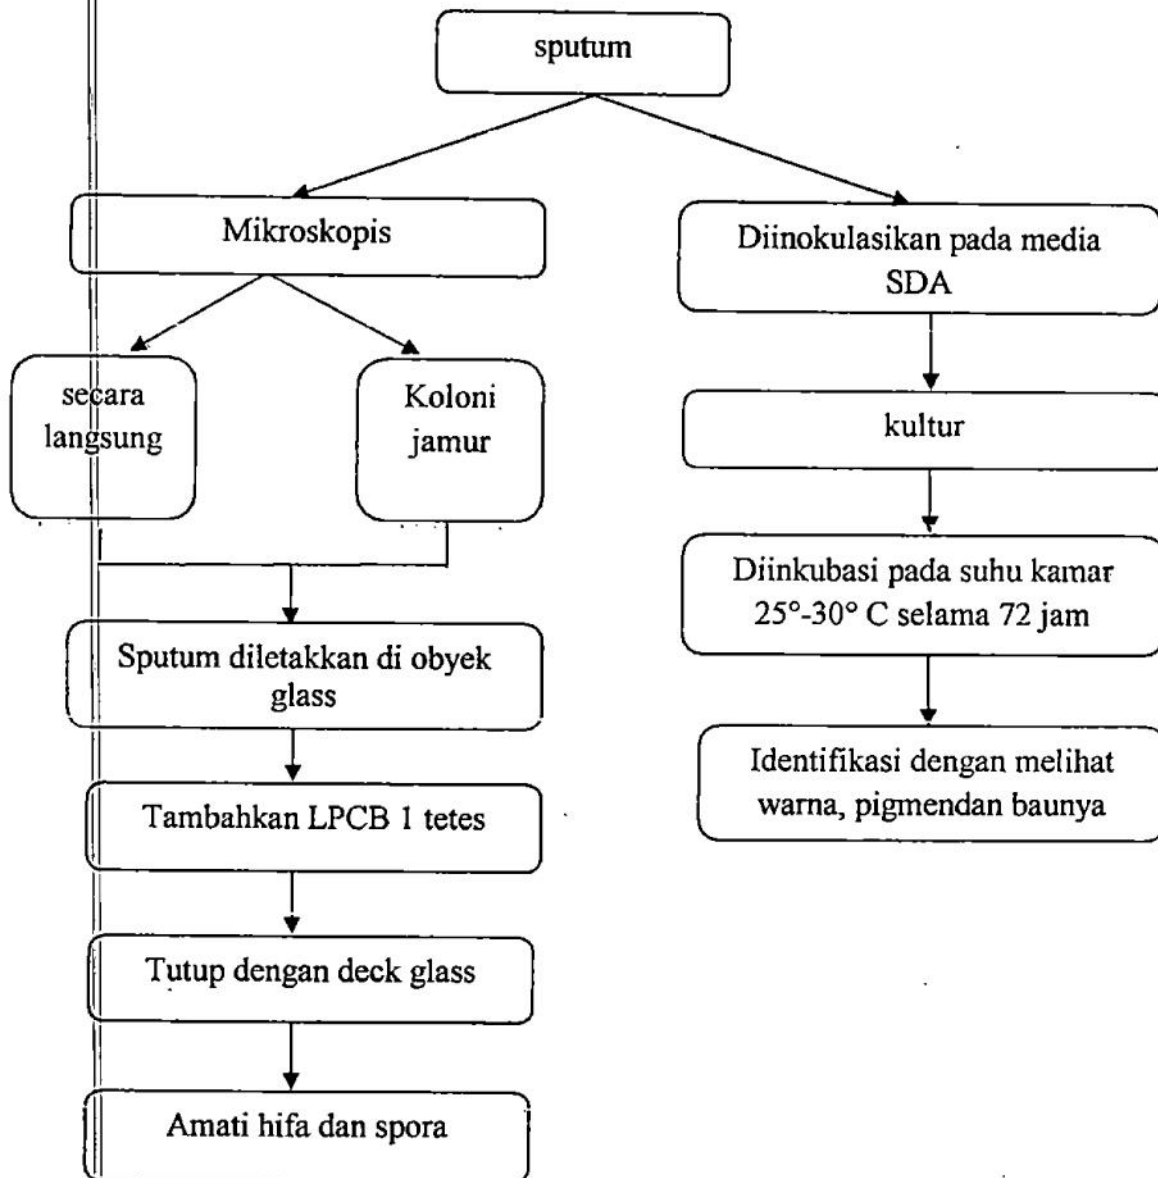 sputum
Mikroskopis
secara
langsung
Koloni
jamur
Sputum diletakkan di obyek
glass
Tambahkan LPCB 1 tetes
Tutup dengan deck glass
Amati hifa dan spora
Diinokulasikan pada media
SDA
kultur
Diinkubasi pada suhu kamar
25°-30° C selama 72 jam
Identifikasi dengan melihat
warna, pigmendan baunya